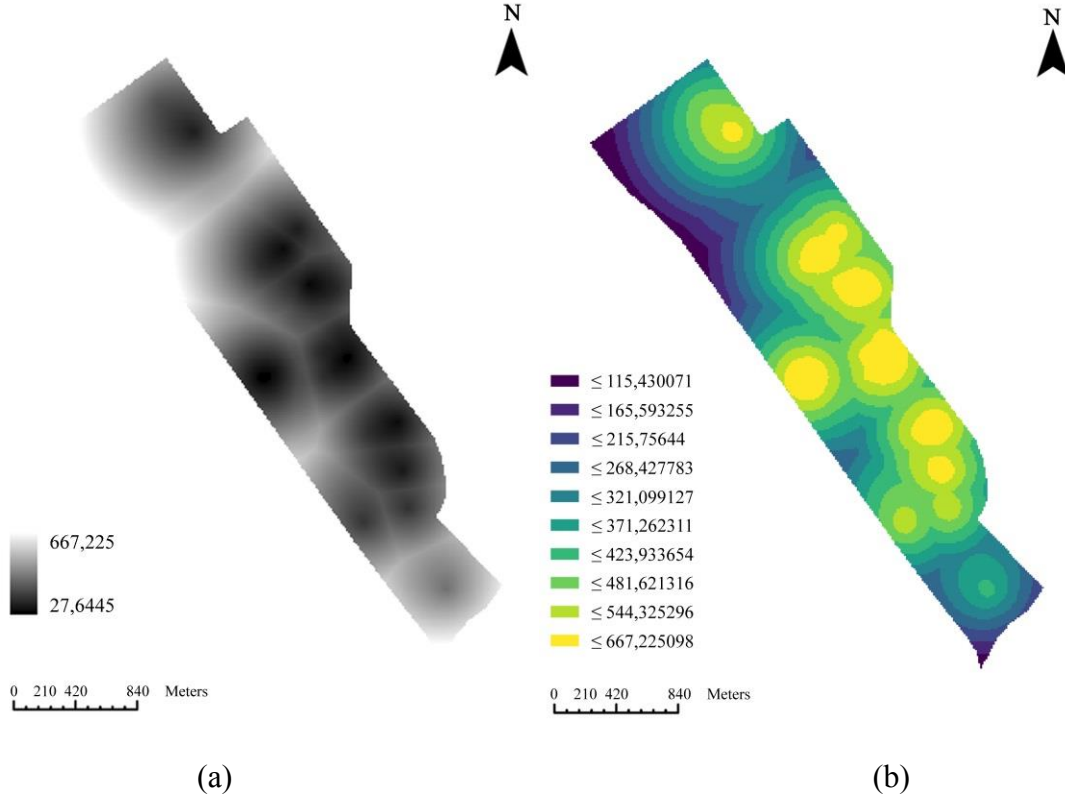 N
667,225
27,6445
0 210 420 840 Meters
(a)
N
≤ 115,430071
≤ 165,593255
≤ 215,75644
≤ 268,427783
≤ 321,099127
≤ 371,262311
≤ 423,933654
≤ 481,621316
≤ 544,325296
≤ 667,225098
0 210 420 840 Meters
(b)